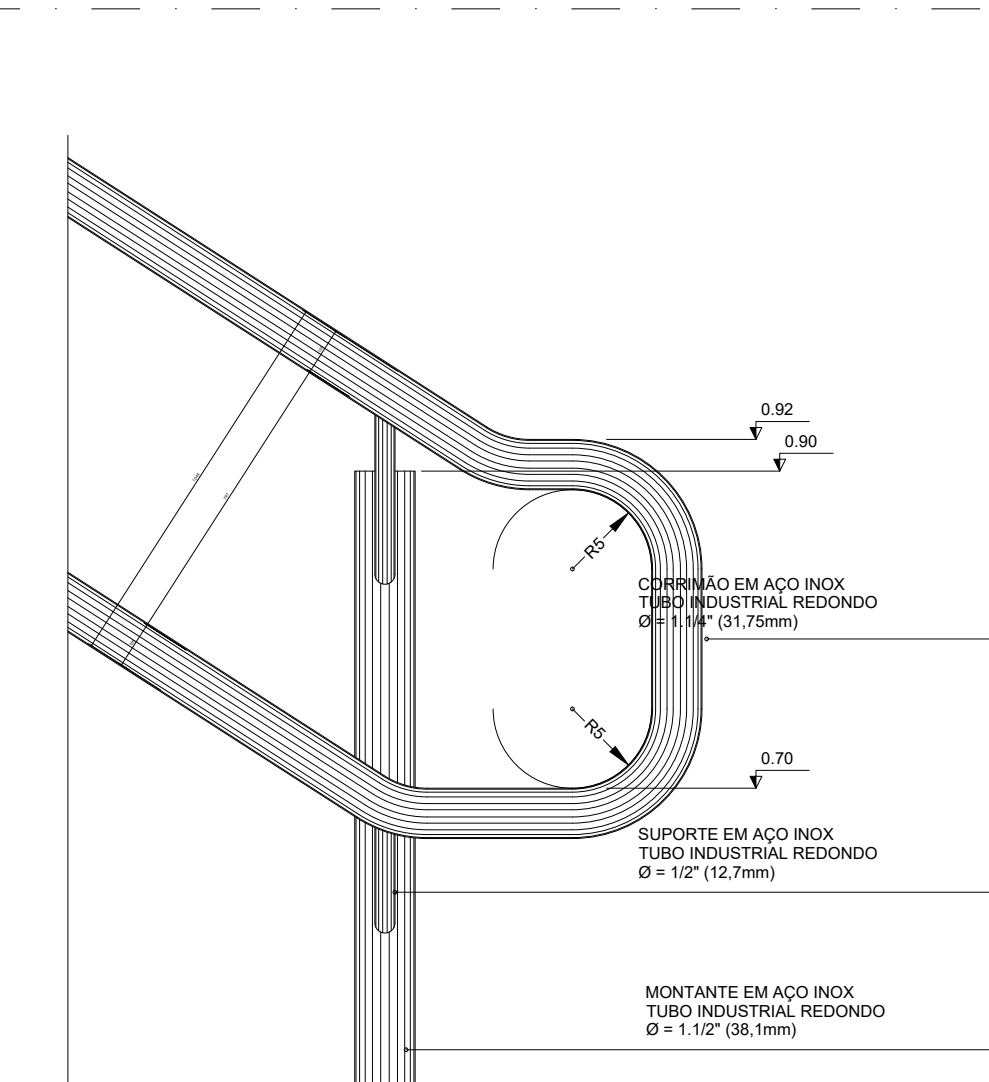 0.92
0.90
R5
CORRIMÃO EM AÇO INOX
TUBO INDUSTRIAL REDONDO
Ø = 1.1/4" (31,75mm)
R5
0.70
SUPORTE EM AÇO INOX
TUBO INDUSTRIAL REDONDO
Ø = 1/2" (12,7mm)
MONTANTE EM AÇO INOX
TUBO INDUSTRIAL REDONDO
Ø = 1.1/2" (38,1mm)